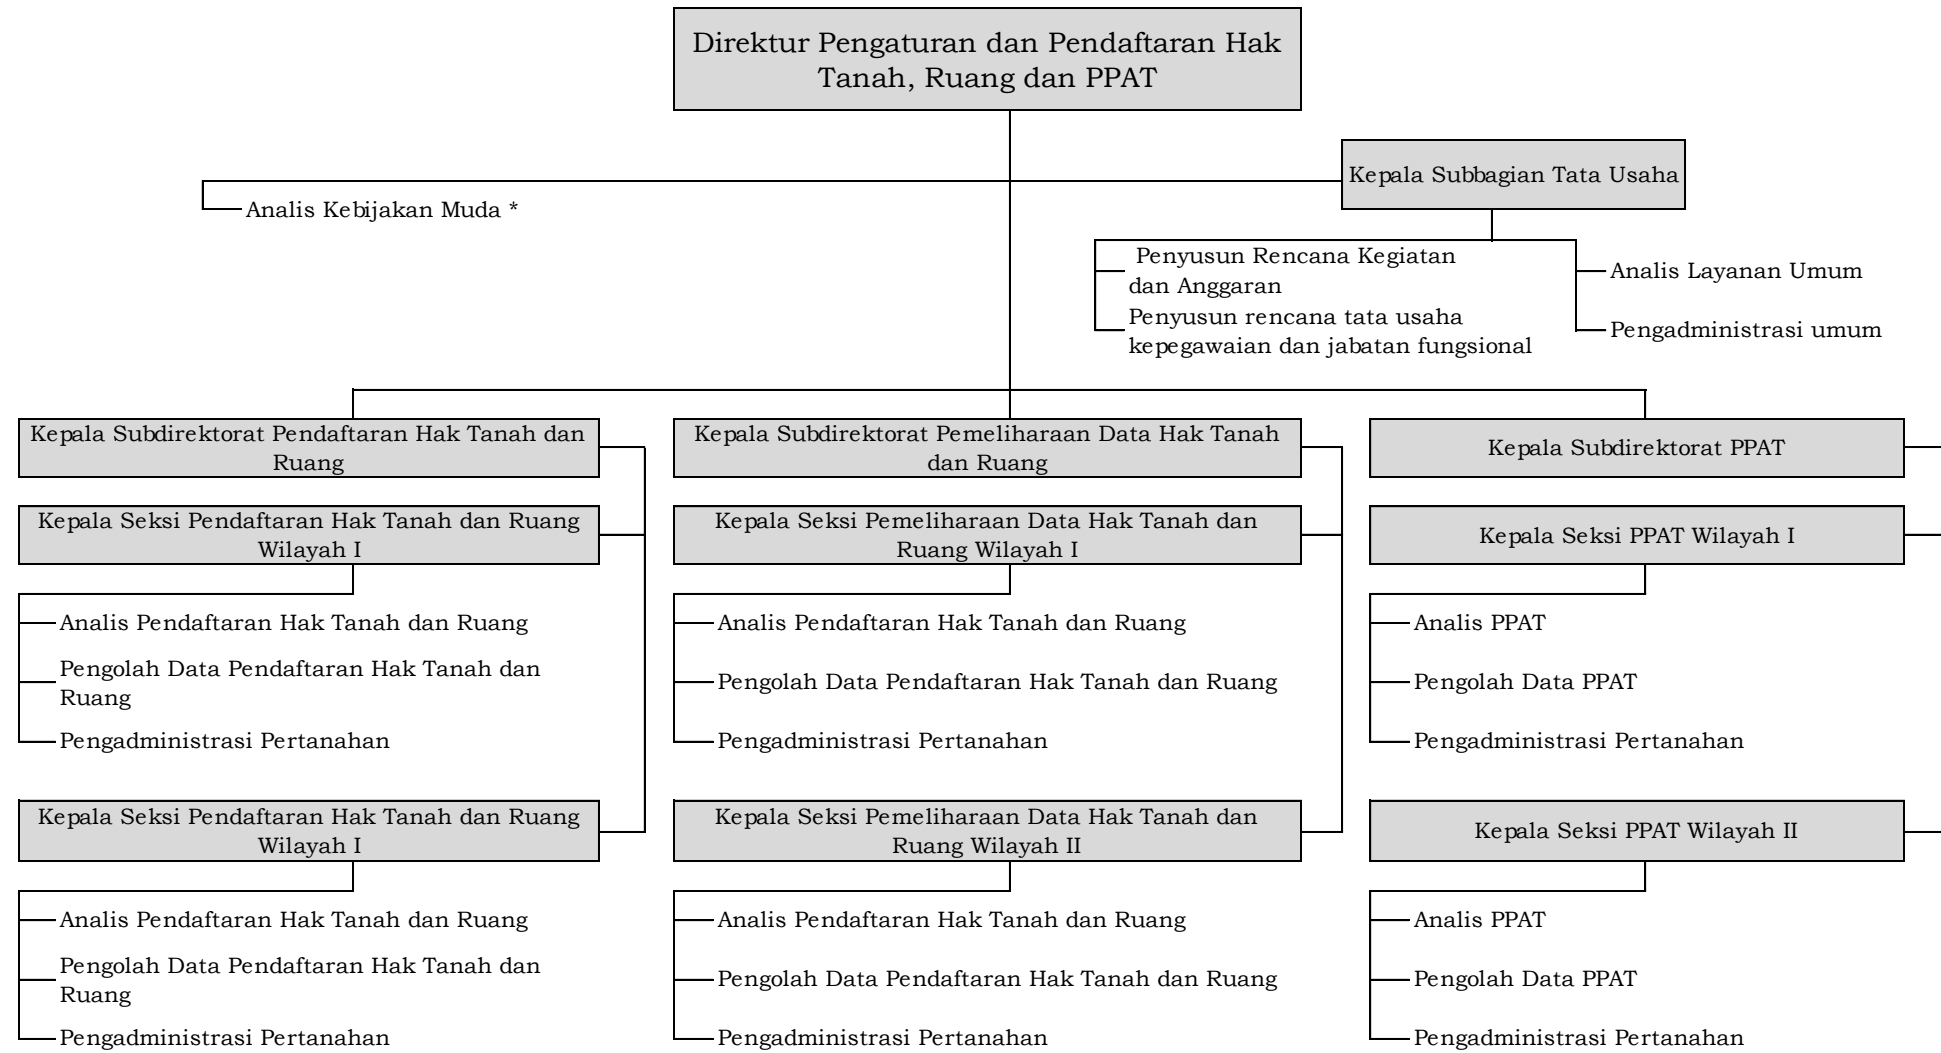 Direktur Pengaturan dan Pendaftaran Hak
Tanah, Ruang dan PPAT
Kepala Subbagian Tata Usaha
Analis Kebijakan Muda *
Penyusun Rencana Kegiatan
dan Anggaran
Penyusun rencana tata usaha
kepegawaian dan jabatan fungsional
Analis Layanan Umum
Pengadministrasi umum
Kepala Subdirektorat Pendaftaran Hak Tanah dan
Ruang
Kepala Seksi Pendaftaran Hak Tanah dan Ruang
Wilayah I
Analis Pendaftaran Hak Tanah dan Ruang
Pengolah Data Pendaftaran Hak Tanah dan
Ruang
Pengadministrasi Pertanahan
Kepala Seksi Pendaftaran Hak Tanah dan Ruang
Wilayah I
Analis Pendaftaran Hak Tanah dan Ruang
Pengolah Data Pendaftaran Hak Tanah dan
Ruang
Pengadministrasi Pertanahan
Kepala Subdirektorat Pemeliharaan Data Hak Tanah
dan Ruang
Kepala Seksi Pemeliharaan Data Hak Tanah dan
Ruang Wilayah I
Analis Pendaftaran Hak Tanah dan Ruang
Pengolah Data Pendaftaran Hak Tanah dan Ruang
Pengadministrasi Pertanahan
Kepala Seksi Pemeliharaan Data Hak Tanah dan
Ruang Wilayah II
Analis Pendaftaran Hak Tanah dan Ruang
Pengolah Data Pendaftaran Hak Tanah dan Ruang
Pengadministrasi Pertanahan
Kepala Subdirektorat PPAT
Kepala Seksi PPAT Wilayah I
Analis PPAT
Pengolah Data PPAT
Pengadministrasi Pertanahan
Kepala Seksi PPAT Wilayah II
Analis PPAT
Pengolah Data PPAT
Pengadministrasi Pertanahan